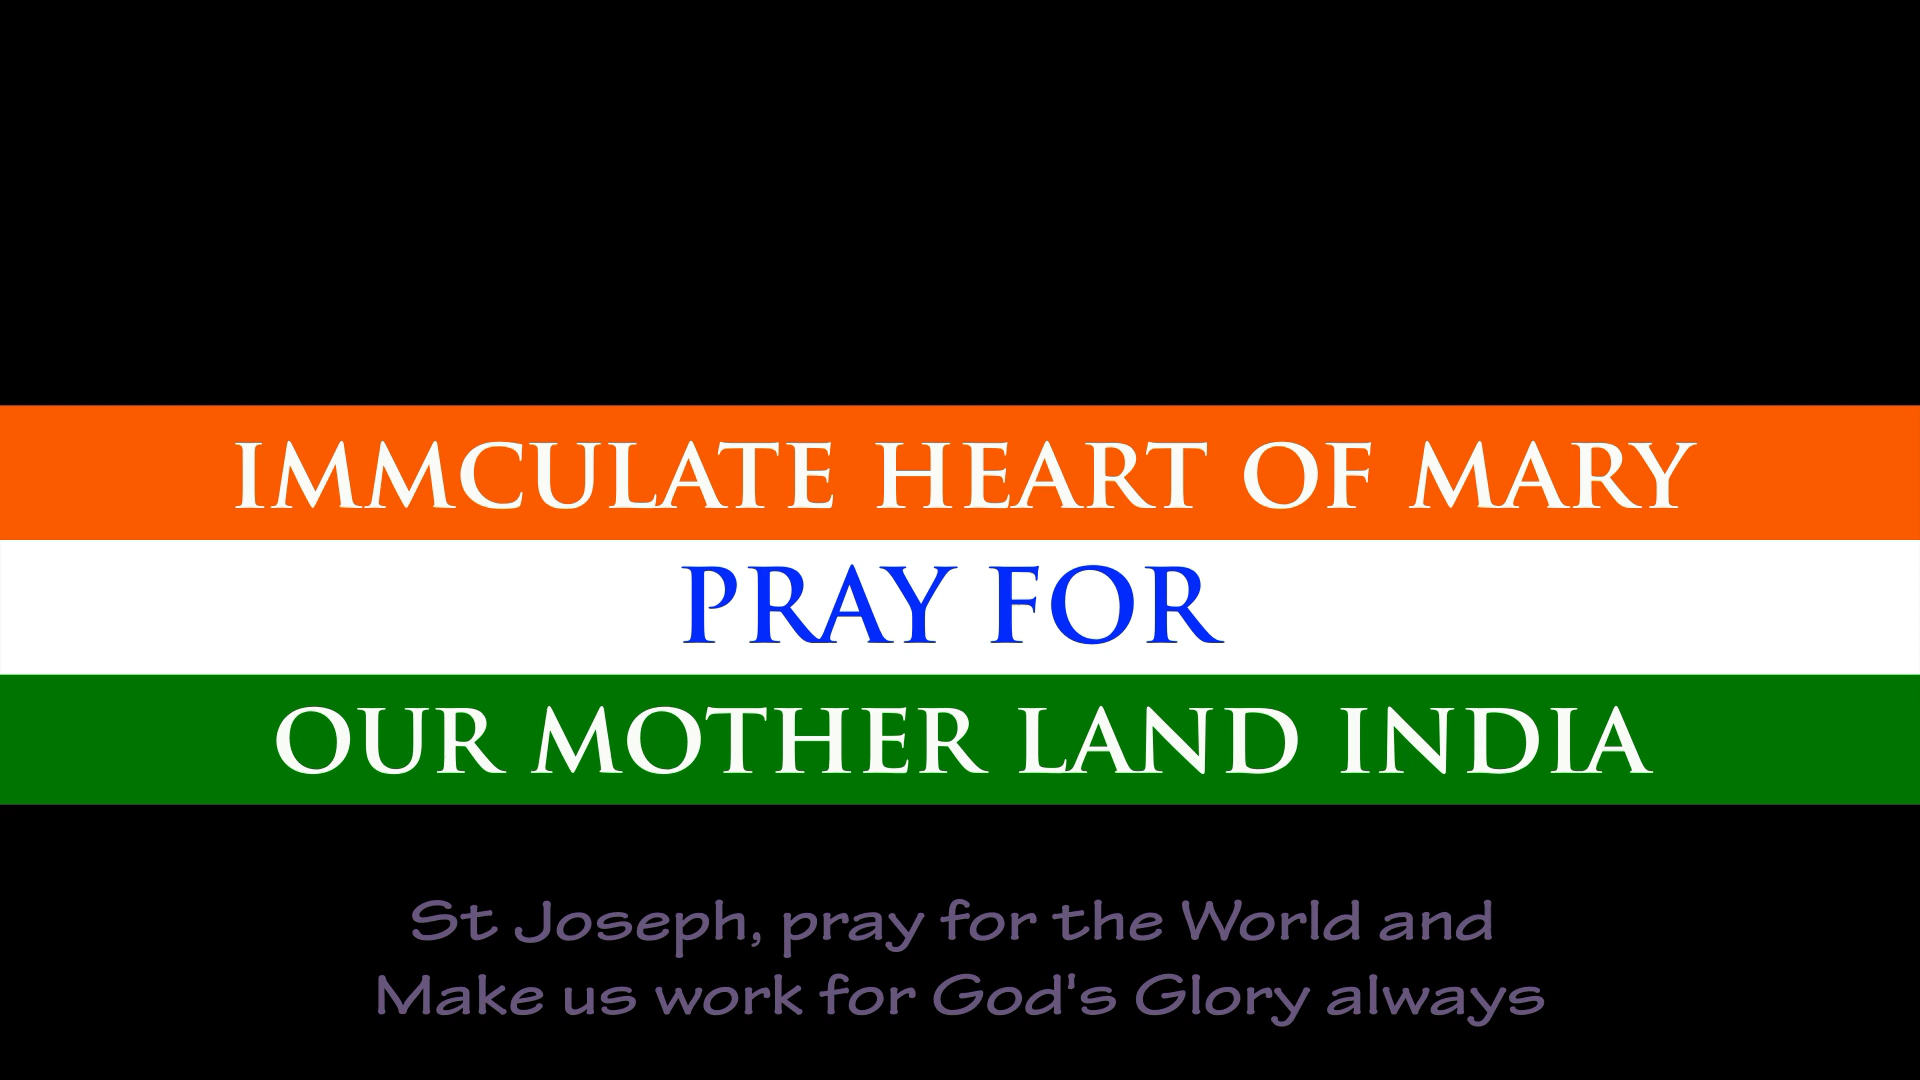 IMMCULATE HEART OF MARY
PRAY FOR
OUR MOTHER LAND INDIA
St Joseph, pray for the World and
Make us work for God's Glory always